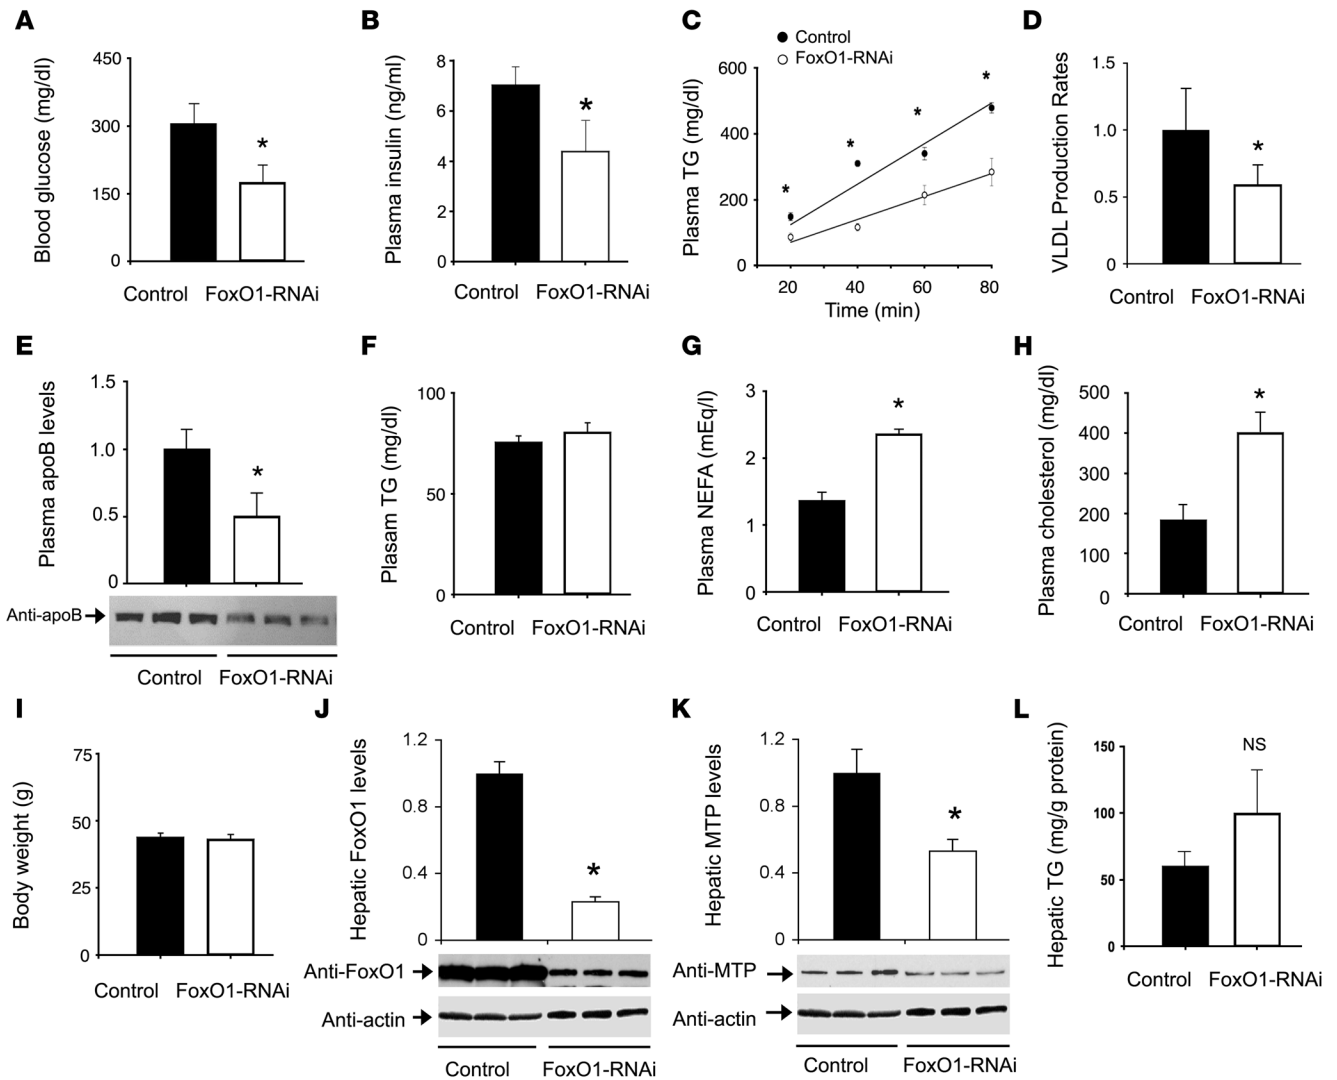 A
Blood glucose (mg/dl)
450
300
150
0
*
Control FoxO1-RNAi
B
Plasma insulin (ng/ml)
8
6
4
2
0
*
Control FoxO1-RNAi
C
Control
FoxO1-RNAi
Plasma TG (mg/dl)
600
400
200
0
* * * *
20 40 60 80
Time (min)
D
VLDL Production Rates
1.5
1.0
0.5
0
*
Control FoxO1-RNAi
E
Plasma apoB levels
1.5
1.0
0.5
0
*
Anti-apoB
Control FoxO1-RNAi
F
Plasam TG (mg/dl)
100
50
0
Control FoxO1-RNAi
G
Plasma NEFA (mEq/l)
3
2
1
0
*
Control FoxO1-RNAi
H
Plasma cholesterol (mg/dl)
500
400
300
200
100
0
*
Control FoxO1-RNAi
I
Body weight (g)
75
50
25
0
Control FoxO1-RNAi
J
Hepatic FoxO1 levels
1.2
0.8
0.4
0
*
Anti-FoxO1
Anti-actin
Control FoxO1-RNAi
K
Hepatic MTP levels
1.2
0.8
0.4
0
*
Anti-MTP
Anti-actin
Control FoxO1-RNAi
L
Hepatic TG (mg/g protein)
150
100
50
0
NS
Control FoxO1-RNAi